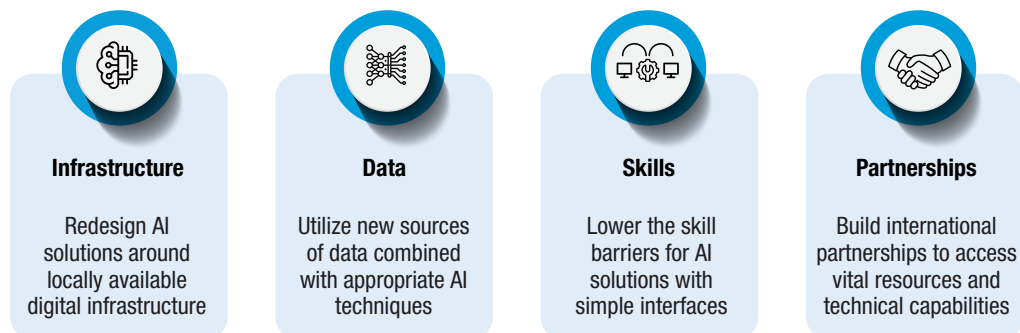 Infrastructure
Redesign AI
solutions around
locally available
digital infrastructure
Data
Utilize new sources
of data combined
with appropriate AI
techniques
Skills
Lower the skill
barriers for AI
solutions with
simple interfaces
Partnerships
Build international
partnerships to access
vital resources and
technical capabilities